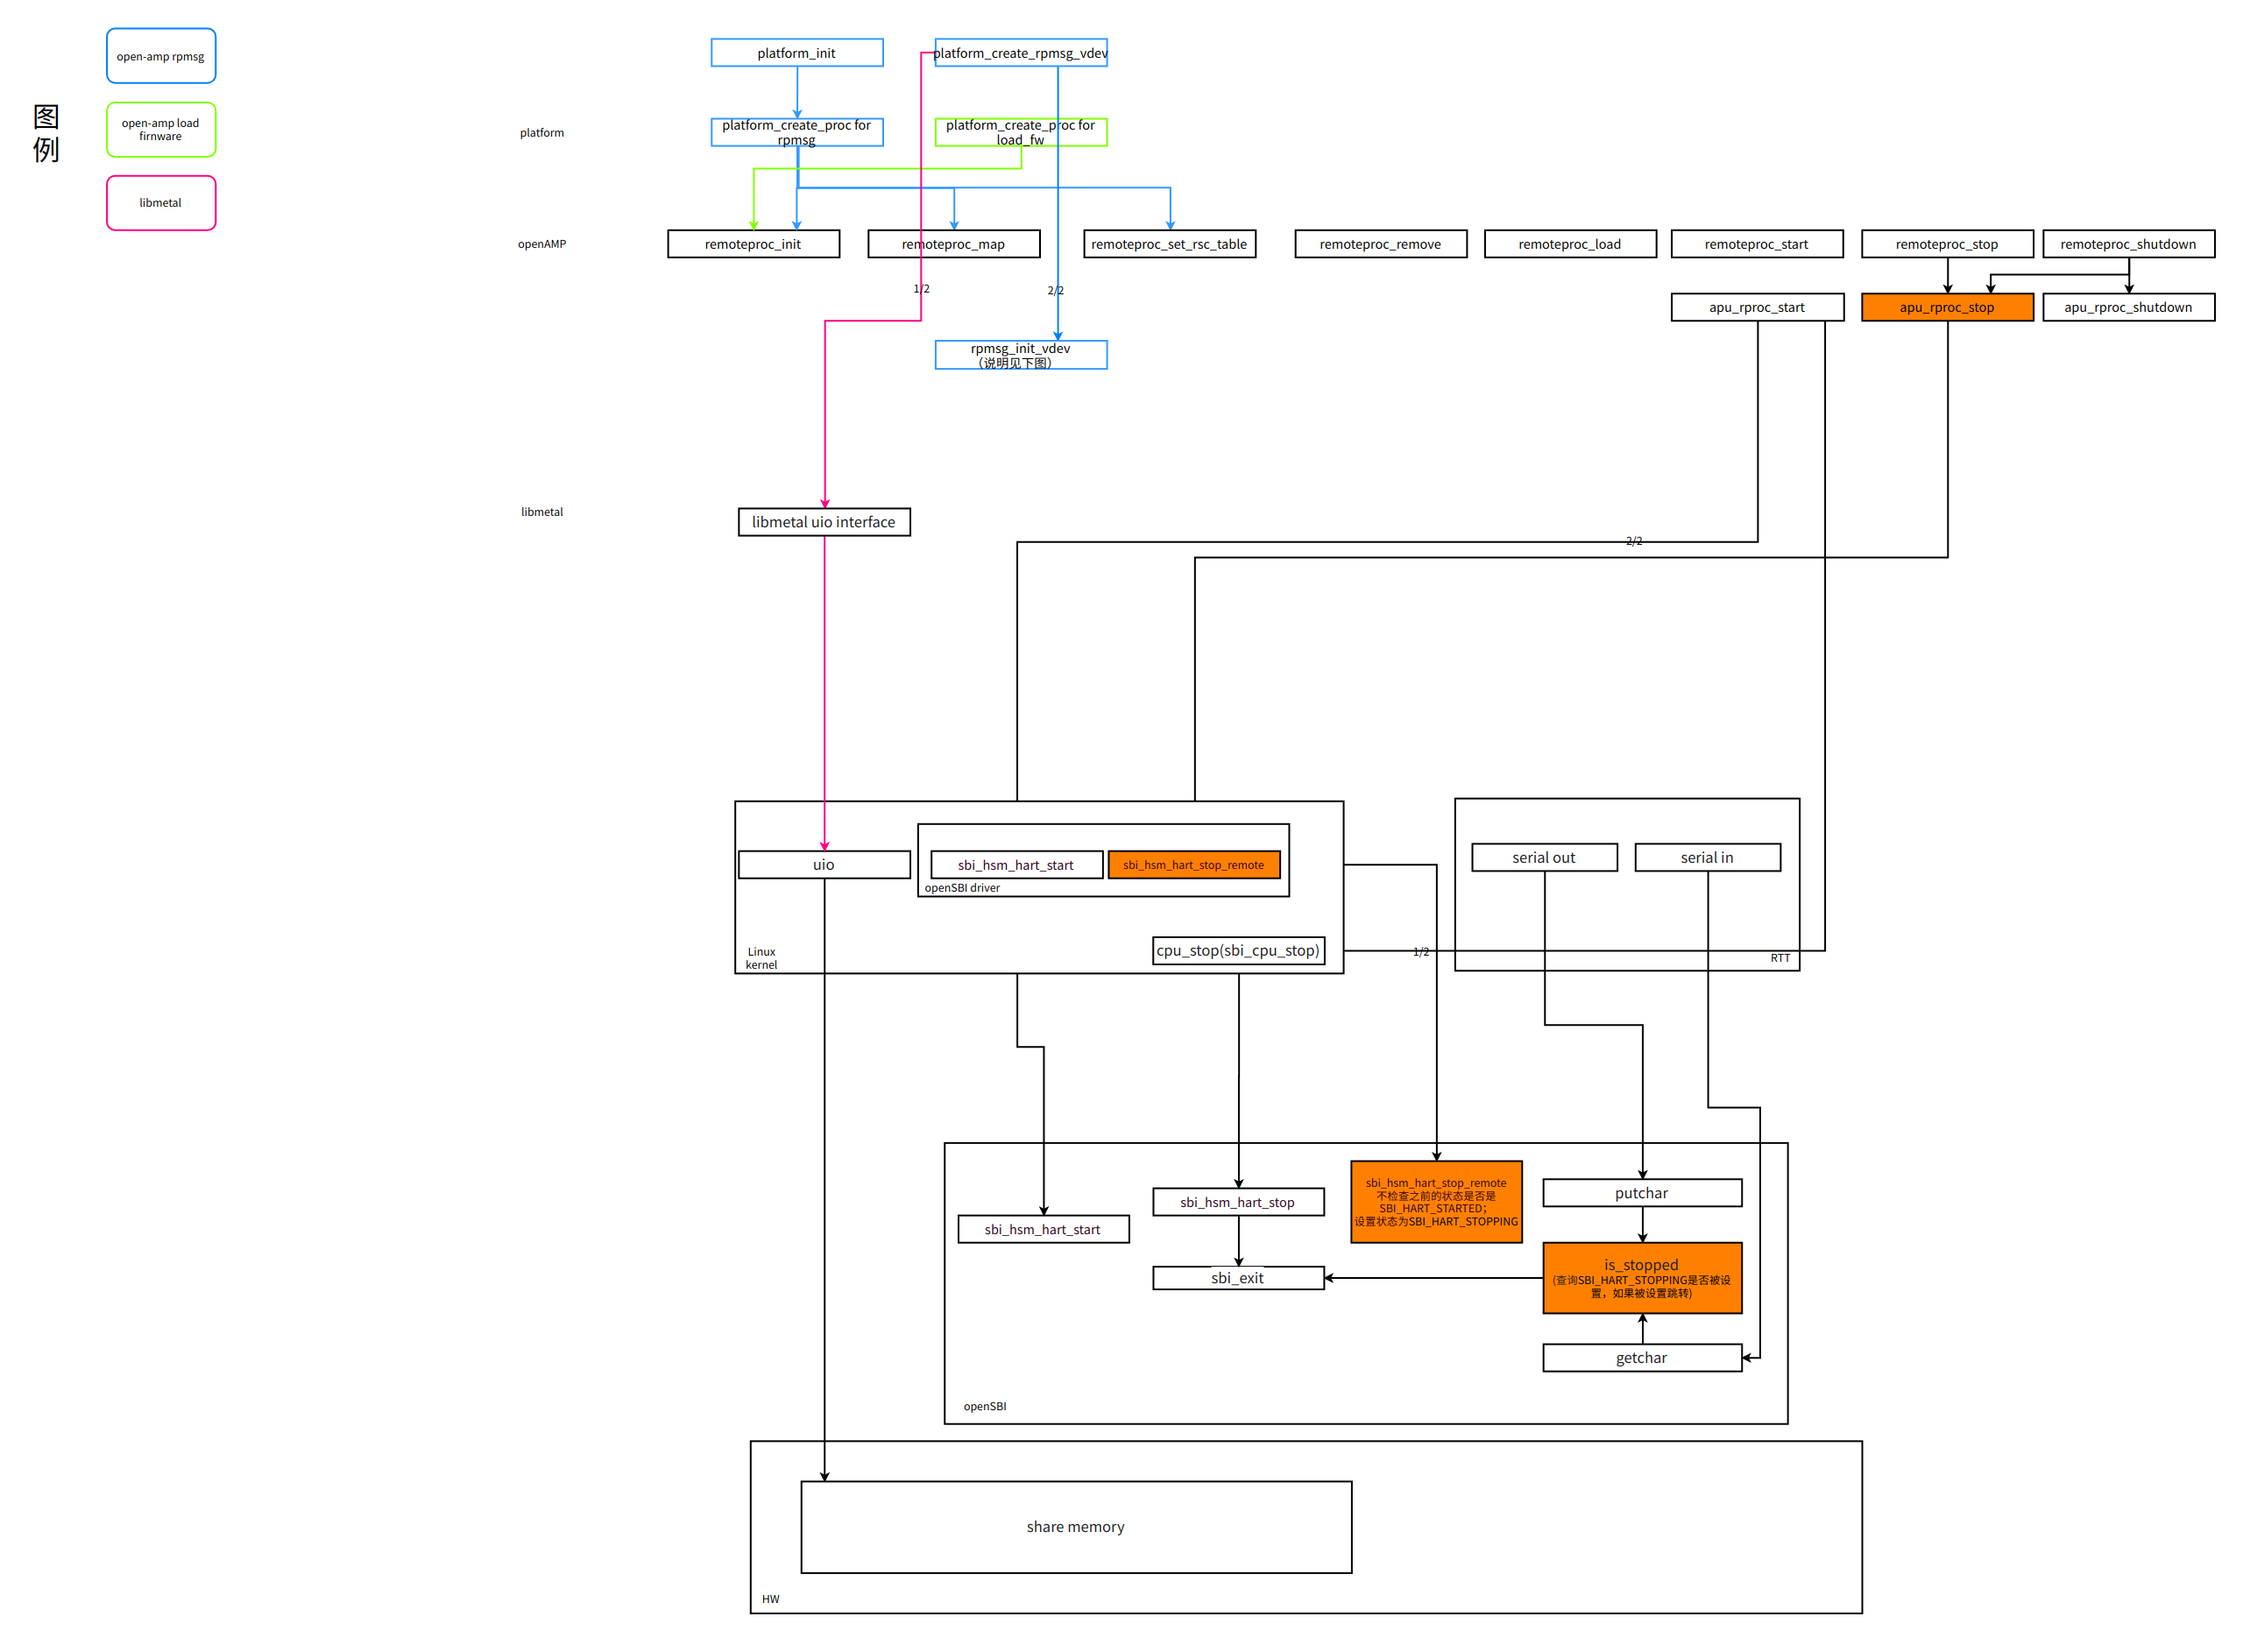 图
例
open-amp rpmsg
open-amp load
firnware
libmetal
platform_init
platform_create_rpmsg_vdev
platform
platform_create_proc for
rpmsg
platform_create_proc for
load_fw
openAMP
remoteproc_init
remoteproc_map
remoteproc_set_rsc_table
remoteproc_remove
remoteproc_load
remoteproc_start
remoteproc_stop
remoteproc_shutdown
1/2
2/2
apu_rproc_start
apu_rproc_stop
apu_rproc_shutdown
rpmsg_init_vdev
（说明见下图）
libmetal
libmetal uio interface
2/2
uio
sbi_hsm_hart_start
sbi_hsm_hart_stop_remote
openSBI driver
serial out
serial in
Linux
kernel
cpu_stop(sbi_cpu_stop)
1/2
RTT
sbi_hsm_hart_start
sbi_hsm_hart_stop
sbi_hsm_hart_stop_remote
不检查之前的状态是否是
SBI_HART_STARTED；
设置状态为SBI_HART_STOPPING
putchar
sbi_exit
is_stopped
(查询SBI_HART_STOPPING是否被设
置，如果被设置跳转)
getchar
openSBI
share memory
HW